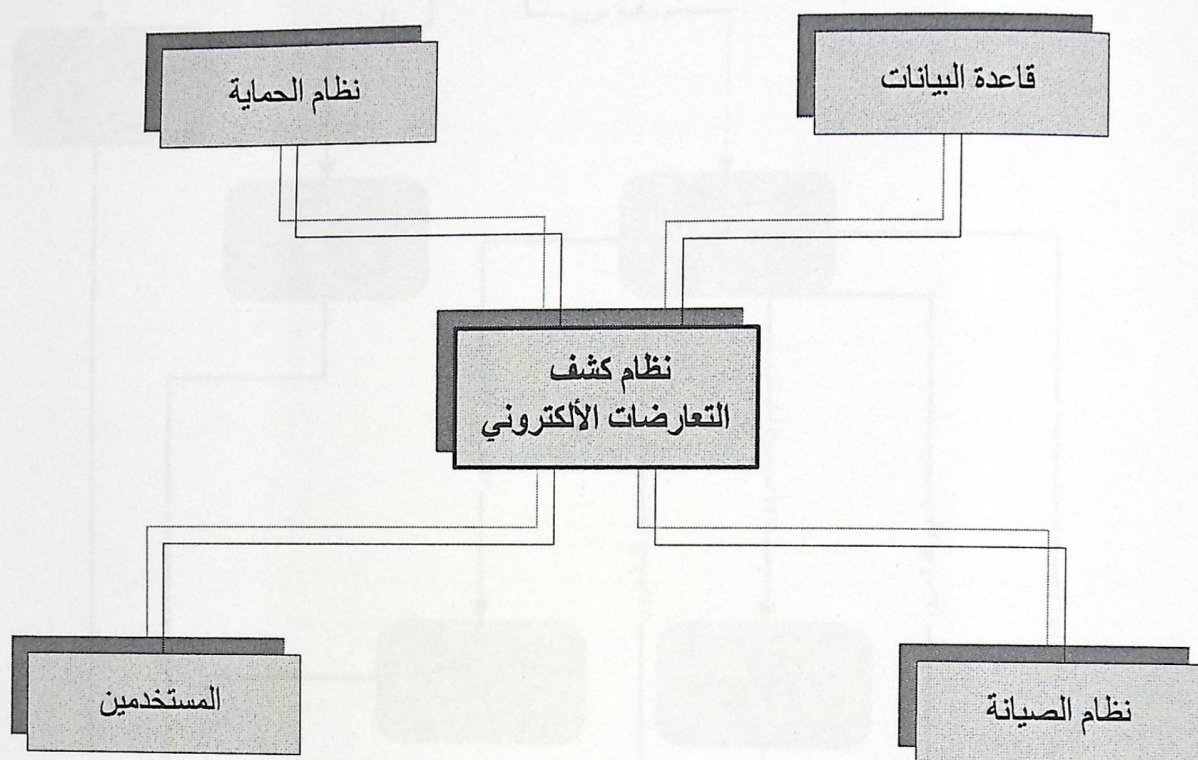 قاعدة البيانات
نظام الحماية
نظام كشف
التعارضات الألكتروني
نظام الصيانة
المستخدمين